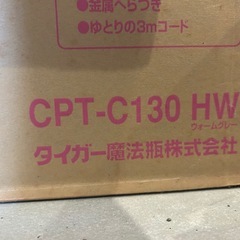 ●金属へらつき
●ゆとりの3mコード
CPT-C130 HW
ウォームグレー
タイガー魔法瓶株式会社